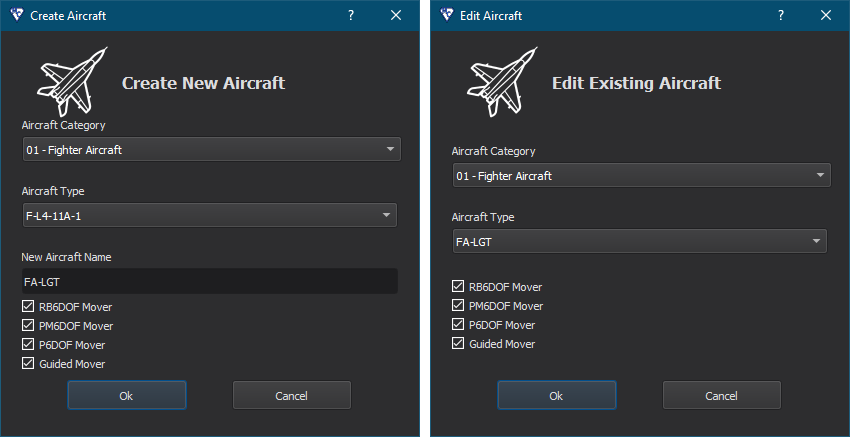 Create Aircraft
Create New Aircraft
Aircraft Category
01 - Fighter Aircraft
Aircraft Type
F-L4-11A-1
New Aircraft Name
FA-LGT
RB6DOF Mover
PM6DOF Mover
P6DOF Mover
Guided Mover
Ok Cancel
Edit Aircraft
Edit Existing Aircraft
Aircraft Category
01 - Fighter Aircraft
Aircraft Type
FA-LGT
RB6DOF Mover
PM6DOF Mover
P6DOF Mover
Guided Mover
Ok Cancel